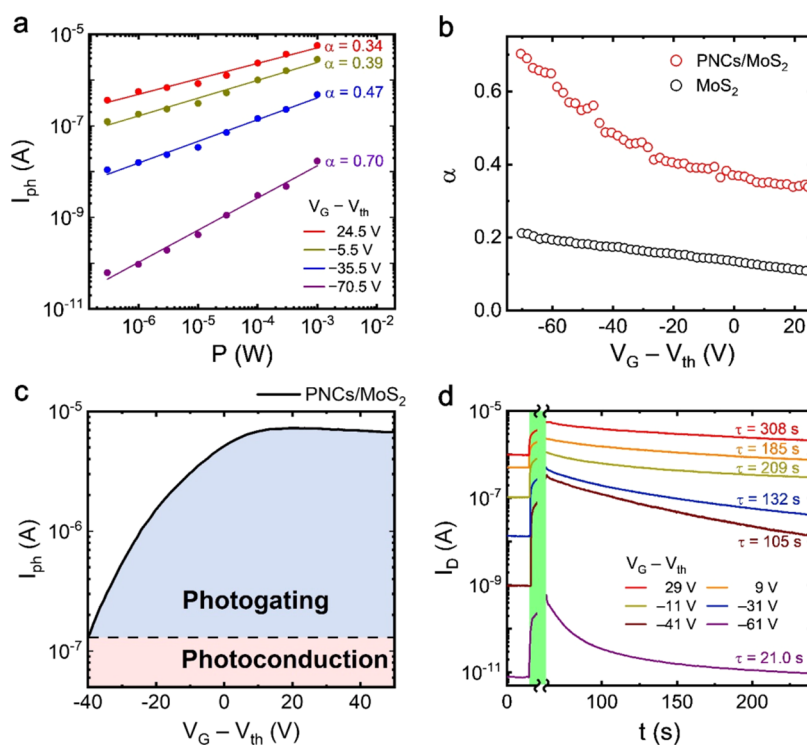 a
10⁻⁵
10⁻⁷
10⁻⁹
10⁻¹¹
I_ph (A)
α = 0.34
α = 0.39
α = 0.47
α = 0.70
V_G − V_th
24.5 V
−5.5 V
−35.5 V
−70.5 V
10⁻⁶ 10⁻⁵ 10⁻⁴ 10⁻³ 10⁻²
P (W)
b
PNCs/MoS₂
MoS₂
0.6
0.4
0.2
0.0
α
-60 -40 -20 0 20
V_G − V_th (V)
c
PNCs/MoS₂
10⁻⁵
10⁻⁶
10⁻⁷
I_ph (A)
Photogating
Photoconduction
-40 -20 0 20 40
V_G − V_th (V)
d
10⁻⁵
10⁻⁷
10⁻⁹
10⁻¹¹
I_D (A)
τ = 308 s
τ = 185 s
τ = 209 s
τ = 132 s
τ = 105 s
V_G − V_th
29 V 9 V
−11 V −31 V
−41 V −61 V
τ = 21.0 s
0 100 200
t (s)